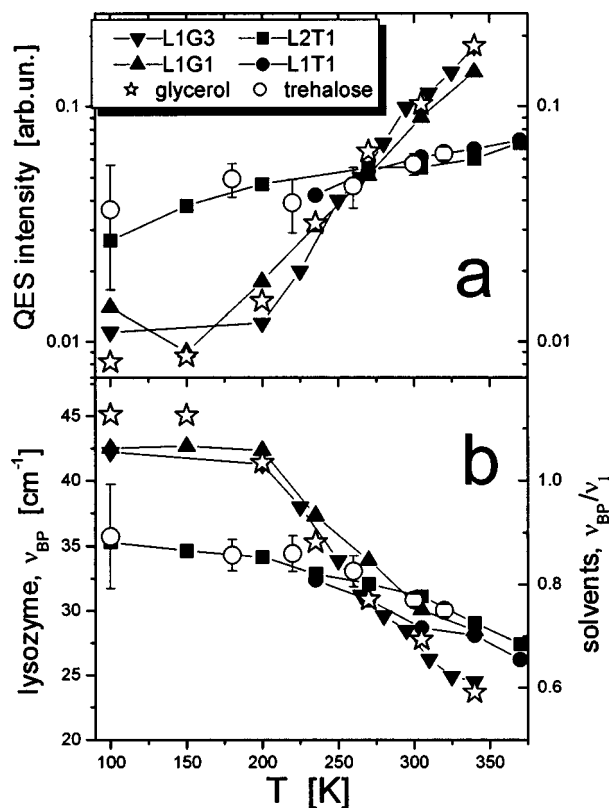 L1G3 L2T1
L1G1 L1T1
glycerol trehalose
QES intensity [arb.un.]
0.1
0.01
0.1
0.01
a
lysozyme, ν_BP [cm⁻¹]
45
40
35
30
25
20
b
1.0
0.8
0.6
solvents, ν_BP/ν_1
100 150 200 250 300 350
T [K]